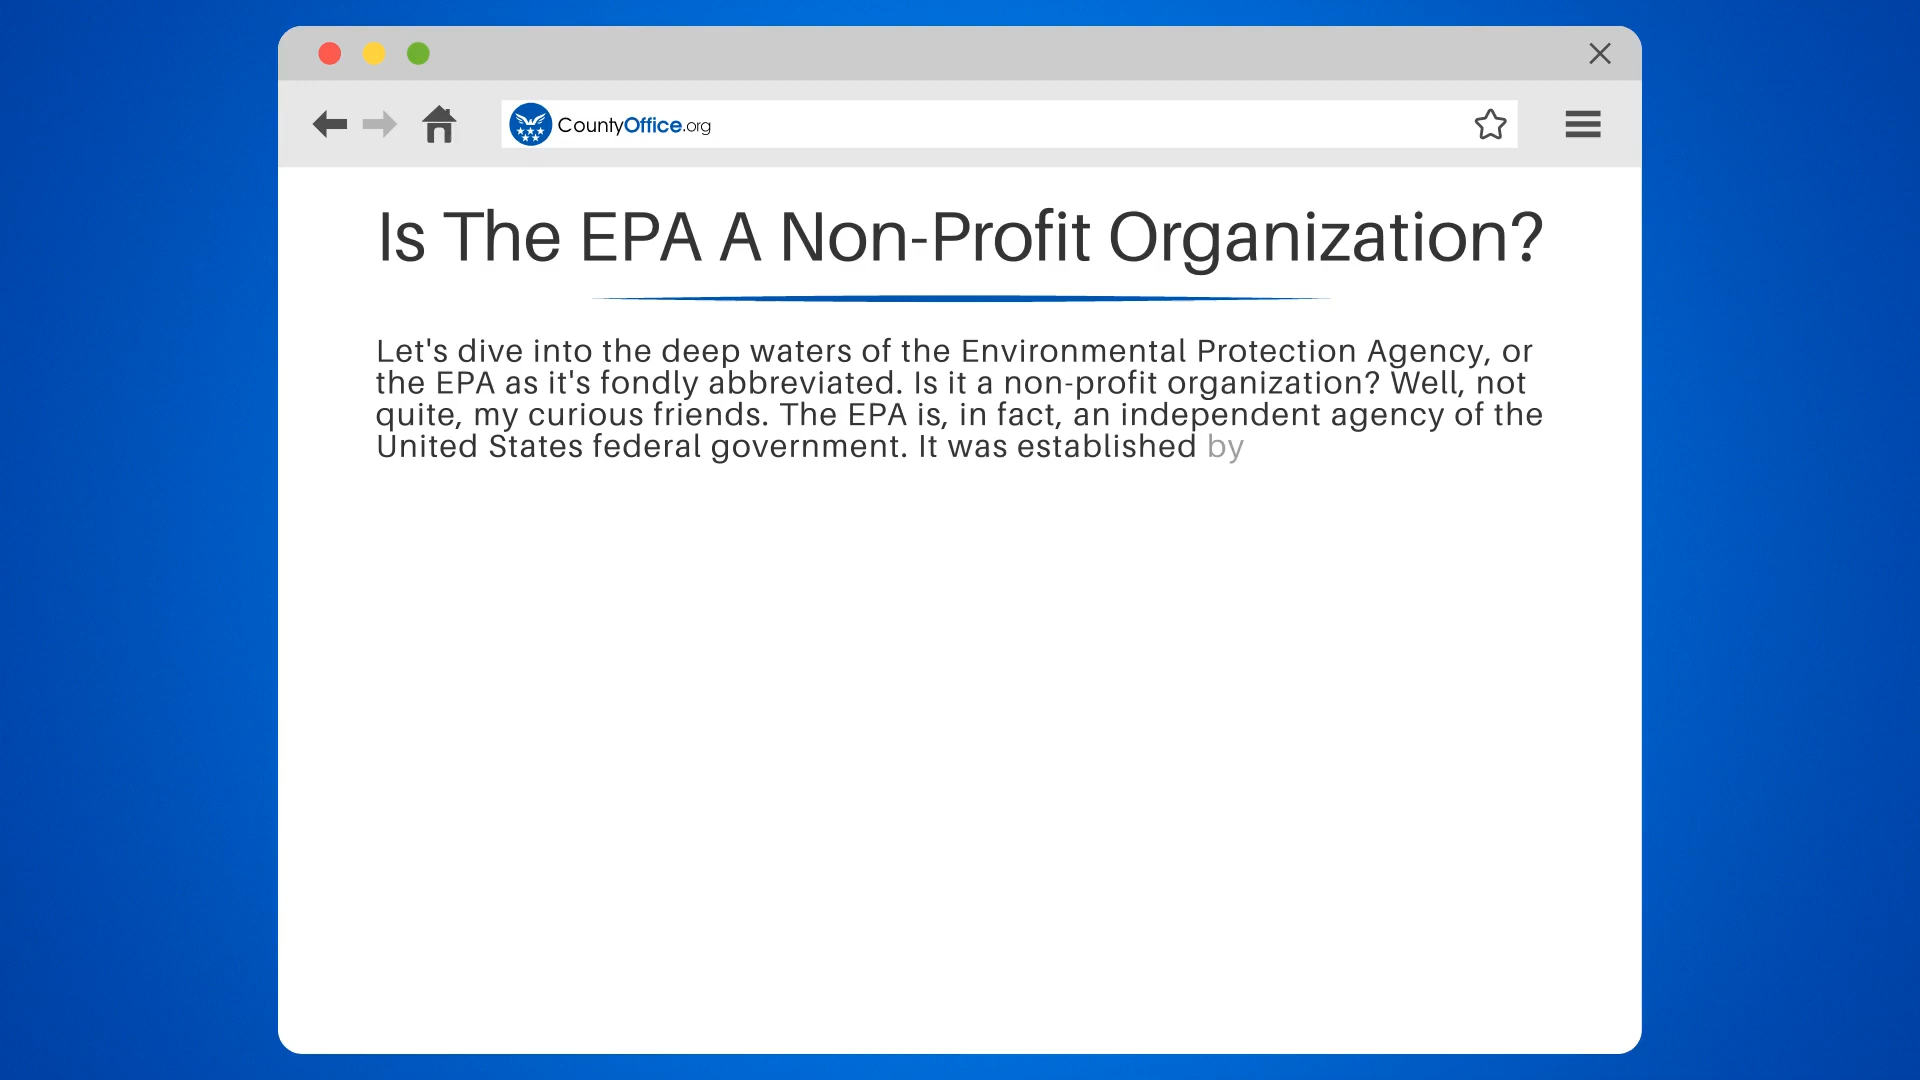 CountyOffice.org
Is The EPA A Non-Profit Organization?
Let's dive into the deep waters of the Environmental Protection Agency, or
the EPA as it's fondly abbreviated. Is it a non-profit organization? Well, not
quite, my curious friends. The EPA is, in fact, an independent agency of the
United States federal government. It was established by